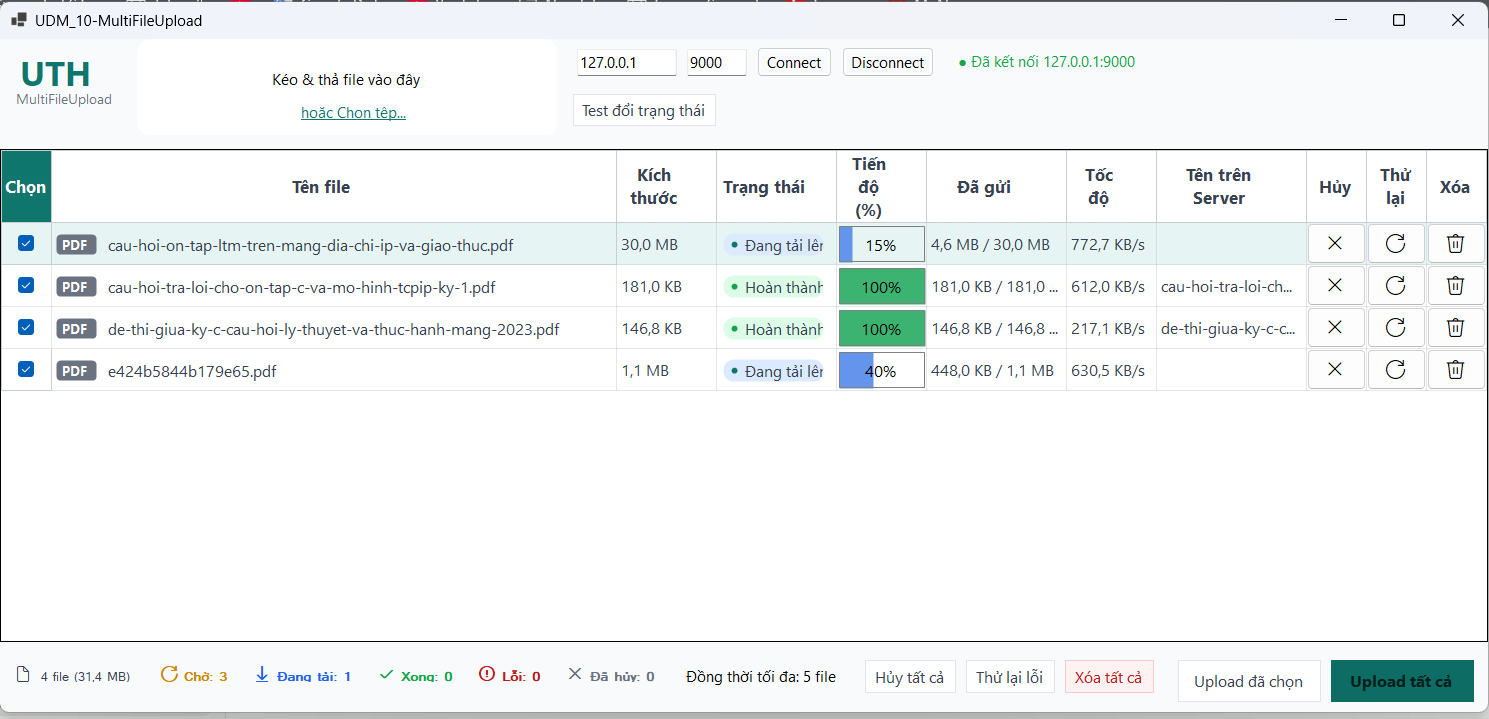 UDM_10-MultiFileUpload
UTH
MultiFileUpload
Kéo & thả file vào đây
hoặc Chọn tệp...
127.0.0.1
9000
Connect
Disconnect
● Đã kết nối 127.0.0.1:9000
Test đổi trạng thái
Chọn
Tên file
Kích thước
Trạng thái
Tiến độ (%)
Đã gửi
Tốc độ
Tên trên Server
Hủy
Thử lại
Xóa
PDF cau-hoi-on-tap-ltm-tren-mang-dia-chi-ip-va-giao-thuc.pdf 30,0 MB Đang tải lên 15% 4,6 MB / 30,0 MB 772,7 KB/s
PDF cau-hoi-tra-loi-cho-on-tap-c-va-mo-hinh-tcpip-ky-1.pdf 181,0 KB Hoàn thành 100% 181,0 KB / 181,0 ... 612,0 KB/s cau-hoi-tra-loi-ch...
PDF de-thi-giua-ky-c-cau-hoi-ly-thuyet-va-thuc-hanh-mang-2023.pdf 146,8 KB Hoàn thành 100% 146,8 KB / 146,8 ... 217,1 KB/s de-thi-giua-ky-c-c...
PDF e424b5844b179e65.pdf 1,1 MB Đang tải lên 40% 448,0 KB / 1,1 MB 630,5 KB/s
4 file (31,4 MB)
Chờ: 3
Đang tải: 1
Xong: 0
Lỗi: 0
Đã hủy: 0
Đồng thời tối đa: 5 file
Hủy tất cả
Thử lại lỗi
Xóa tất cả
Upload đã chọn
Upload tất cả